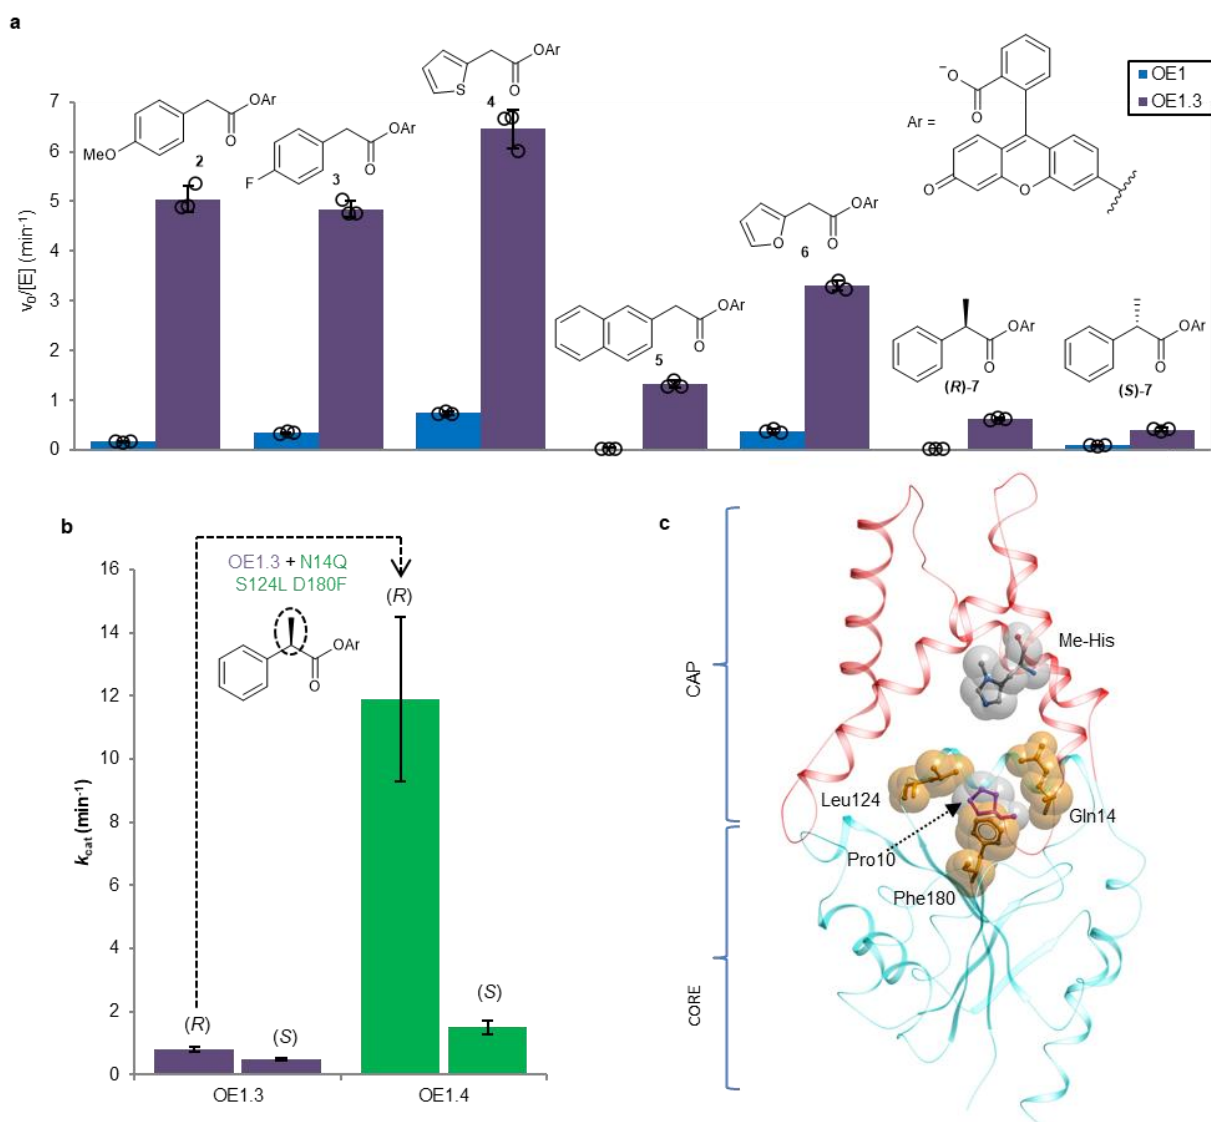 a
OE1
OE1.3
v0/[E] (min-1)
7
6
5
4
3
2
1
0
MeO
OAr
O
2
F
OAr
O
3
S
OAr
O
4
OAr
O
5
O
OAr
O
6
OAr
O
(R)-7
OAr
O
(S)-7
Ar =
−O
O
O
O
b
OE1.3 + N14Q
S124L D180F
OAr
O
kcat (min-1)
16
14
12
10
8
6
4
2
0
(R)
(S)
(R)
(S)
OE1.3
OE1.4
c
CAP
CORE
Me-His
Leu124
Gln14
Pro10
Phe180